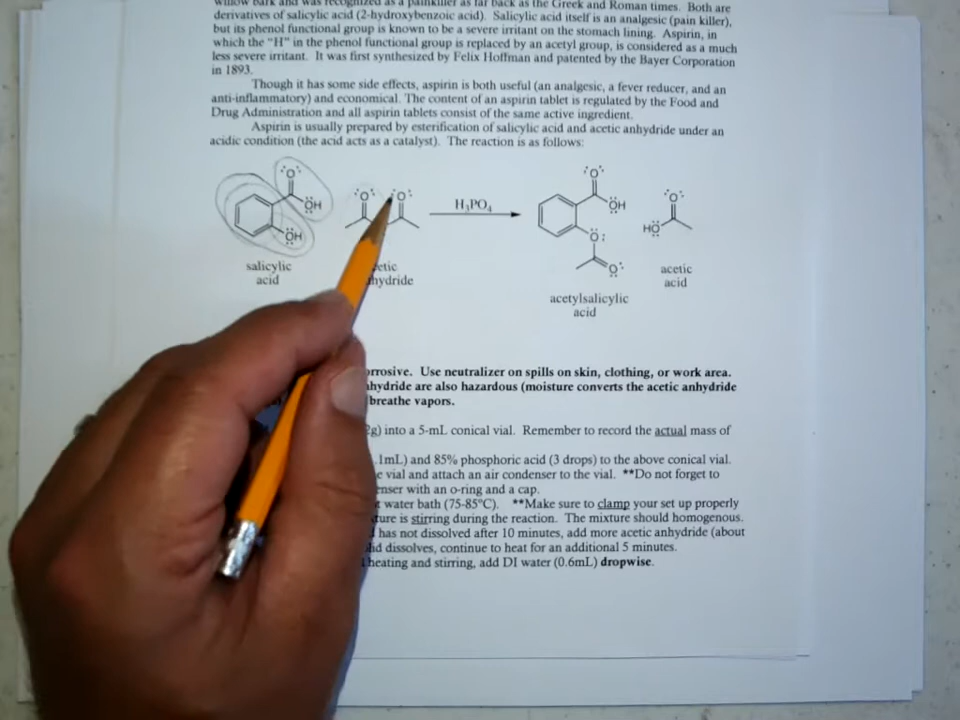 willow bark and was recognized as a painkiller as far back as the Greek and Roman times. Both are
derivatives of salicylic acid (2-hydroxybenzoic acid). Salicylic acid itself is an analgesic (pain killer),
but its phenol functional group is known to be a severe irritant on the stomach lining. Aspirin, in
which the "H" in the phenol functional group is replaced by an acetyl group, is considered as a much
less severe irritant. It was first synthesized by Felix Hoffman and patented by the Bayer Corporation
in 1893.
Though it has some side effects, aspirin is both useful (an analgesic, a fever reducer, and an
anti-inflammatory) and economical. The content of an aspirin tablet is regulated by the Food and
Drug Administration and all aspirin tablets consist of the same active ingredient.
Aspirin is usually prepared by esterification of salicylic acid and acetic anhydride under an
acidic condition (the acid acts as a catalyst). The reaction is as follows:
O O O O O
OH H3PO4 OH
OH O HO
O
salicylic etic acetic
acid hydride acid
acetylsalicylic
acid
orrosive. Use neutralizer on spills on skin, clothing, or work area.
hydride are also hazardous (moisture converts the acetic anhydride
breathe vapors.
2g) into a 5-mL conical vial. Remember to record the actual mass of
.1mL) and 85% phosphoric acid (3 drops) to the above conical vial.
e vial and attach an air condenser to the vial. **Do not forget to
enser with an o-ring and a cap.
t water bath (75-85°C). **Make sure to clamp your set up properly
ture is stirring during the reaction. The mixture should homogenous.
has not dissolved after 10 minutes, add more acetic anhydride (about
lid dissolves, continue to heat for an additional 5 minutes.
heating and stirring, add DI water (0.6mL) dropwise.